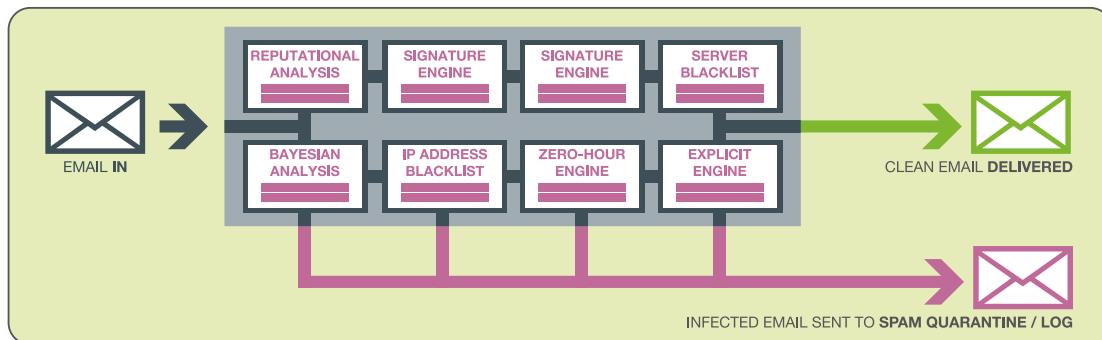 REPUTATIONAL
ANALYSIS
SIGNATURE
ENGINE
SIGNATURE
ENGINE
SERVER
BLACKLIST
EMAIL IN
BAYESIAN
ANALYSIS
IP ADDRESS
BLACKLIST
ZERO-HOUR
ENGINE
EXPLICIT
ENGINE
CLEAN EMAIL DELIVERED
INFECTED EMAIL SENT TO SPAM QUARANTINE / LOG